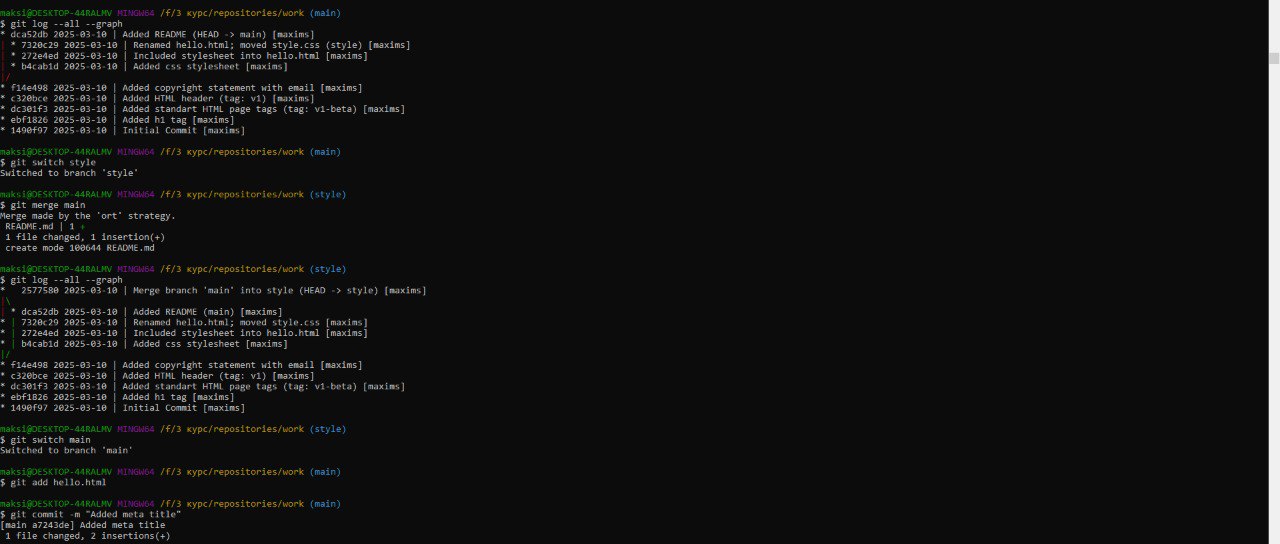 maksi@DESKTOP-44RALMV MINGW64 /f/3 курс/repositories/work (main)
$ git log --all --graph
* dca52db 2025-03-10 | Added README (HEAD -> main) [maxims]
| * 7320c29 2025-03-10 | Renamed hello.html; moved style.css (style) [maxims]
| * 272e4ed 2025-03-10 | Included stylesheet into hello.html [maxims]
| * b4cab1d 2025-03-10 | Added css stylesheet [maxims]
|/
* f14e498 2025-03-10 | Added copyright statement with email [maxims]
* c320bce 2025-03-10 | Added HTML header (tag: v1) [maxims]
* dc301f3 2025-03-10 | Added standart HTML page tags (tag: v1-beta) [maxims]
* ebf1826 2025-03-10 | Added h1 tag [maxims]
* 1490f97 2025-03-10 | Initial Commit [maxims]
maksi@DESKTOP-44RALMV MINGW64 /f/3 курс/repositories/work (main)
$ git switch style
Switched to branch 'style'
maksi@DESKTOP-44RALMV MINGW64 /f/3 курс/repositories/work (style)
$ git merge main
Merge made by the 'ort' strategy.
 README.md | 1 +
 1 file changed, 1 insertion(+)
 create mode 100644 README.md
maksi@DESKTOP-44RALMV MINGW64 /f/3 курс/repositories/work (style)
$ git log --all --graph
*   2577580 2025-03-10 | Merge branch 'main' into style (HEAD -> style) [maxims]
|\
| * dca52db 2025-03-10 | Added README (main) [maxims]
* | 7320c29 2025-03-10 | Renamed hello.html; moved style.css [maxims]
* | 272e4ed 2025-03-10 | Included stylesheet into hello.html [maxims]
* | b4cab1d 2025-03-10 | Added css stylesheet [maxims]
|/
* f14e498 2025-03-10 | Added copyright statement with email [maxims]
* c320bce 2025-03-10 | Added HTML header (tag: v1) [maxims]
* dc301f3 2025-03-10 | Added standart HTML page tags (tag: v1-beta) [maxims]
* ebf1826 2025-03-10 | Added h1 tag [maxims]
* 1490f97 2025-03-10 | Initial Commit [maxims]
maksi@DESKTOP-44RALMV MINGW64 /f/3 курс/repositories/work (style)
$ git switch main
Switched to branch 'main'
maksi@DESKTOP-44RALMV MINGW64 /f/3 курс/repositories/work (main)
$ git add hello.html
maksi@DESKTOP-44RALMV MINGW64 /f/3 курс/repositories/work (main)
$ git commit -m "Added meta title"
[main a7243de] Added meta title
 1 file changed, 2 insertions(+)